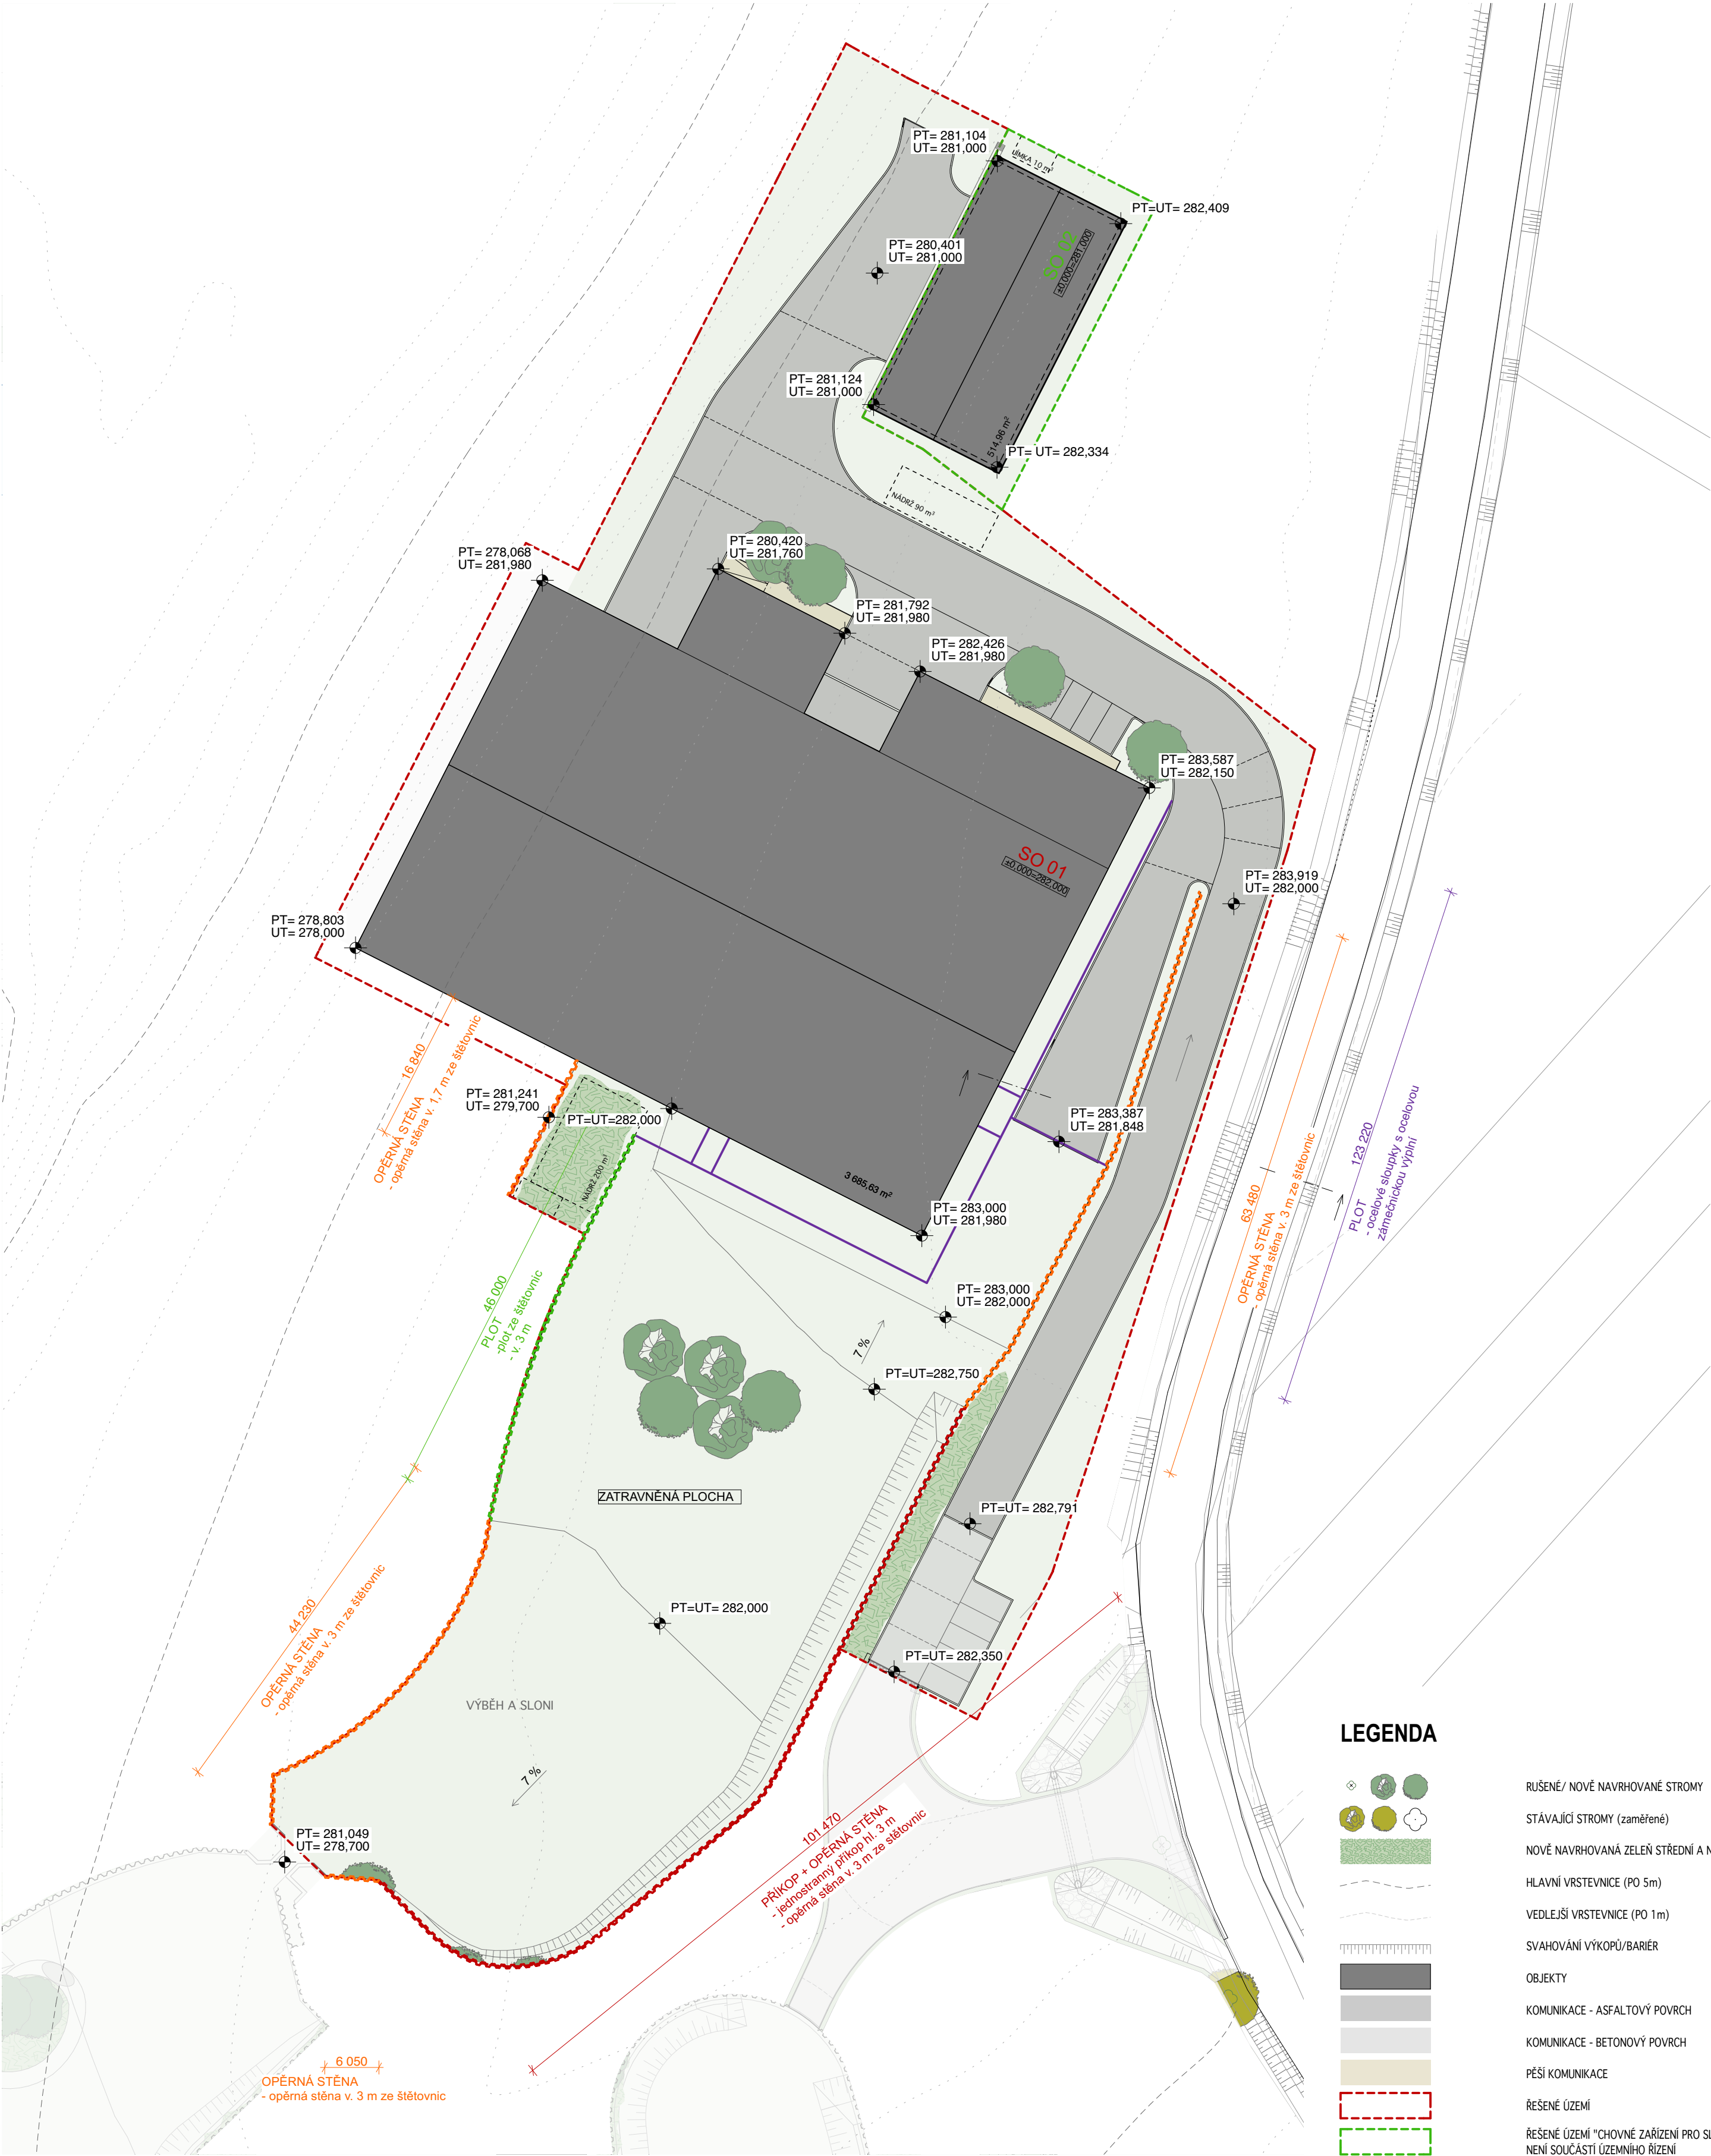 PT= 281,104
UT= 281,000
JÍMKA 10 m³
PT=UT= 282,409
SO 02
±0,000=281,000
PT= 280,401
UT= 281,000
PT= 281,124
UT= 281,000
514,96 m²
PT= UT= 282,334
NÁDRŽ 90 m³
PT= 278,068
UT= 281,980
PT= 280,420
UT= 281,760
PT= 281,792
UT= 281,980
PT= 282,426
UT= 281,980
PT= 283,587
UT= 282,150
SO 01
±0,000=282,000
PT= 283,919
UT= 282,000
PT= 278,803
UT= 278,000
16 840
OPĚRNÁ STĚNA
- opěrná stěna v. 1,7 m ze štětovnic
PT= 281,241
UT= 279,700
PT=UT=282,000
NÁDRŽ 200 m³
PT= 283,387
UT= 281,848
3 685,63 m²
PT= 283,000
UT= 281,980
123 220
PLOT
- ocelové sloupky s ocelovou
zámečnickou výplní
63 480
OPĚRNÁ STĚNA
- opěrná stěna v. 3 m ze štětovnic
PT= 283,000
UT= 282,000
46 000
PLOT
-plot ze štětovnic
- v. 3 m
7 %
PT=UT=282,750
ZATRAVNĚNÁ PLOCHA
PT=UT= 282,791
44 230
OPĚRNÁ STĚNA
- opěrná stěna v. 3 m ze štětovnic
PT=UT= 282,000
PT=UT= 282,350
VÝBĚH A SLONI
7 %
PT= 281,049
UT= 278,700
101 470
PŘÍKOP + OPĚRNÁ STĚNA
- jednostranný příkop hl. 3 m
- opěrná stěna v. 3 m ze štětovnic
6 050
OPĚRNÁ STĚNA
- opěrná stěna v. 3 m ze štětovnic
LEGENDA
RUŠENÉ/ NOVĚ NAVRHOVANÉ STROMY
STÁVAJÍCÍ STROMY (zaměřené)
NOVĚ NAVRHOVANÁ ZELEŇ STŘEDNÍ A N
HLAVNÍ VRSTEVNICE (PO 5m)
VEDLEJŠÍ VRSTEVNICE (PO 1m)
SVAHOVÁNÍ VÝKOPŮ/BARIÉR
OBJEKTY
KOMUNIKACE - ASFALTOVÝ POVRCH
KOMUNIKACE - BETONOVÝ POVRCH
PĚŠÍ KOMUNIKACE
ŘEŠENÉ ÚZEMÍ
ŘEŠENÉ ÚZEMÍ "CHOVNÉ ZAŘÍZENÍ PRO SL
NENÍ SOUČÁSTÍ ÚZEMNÍHO ŘÍZENÍ